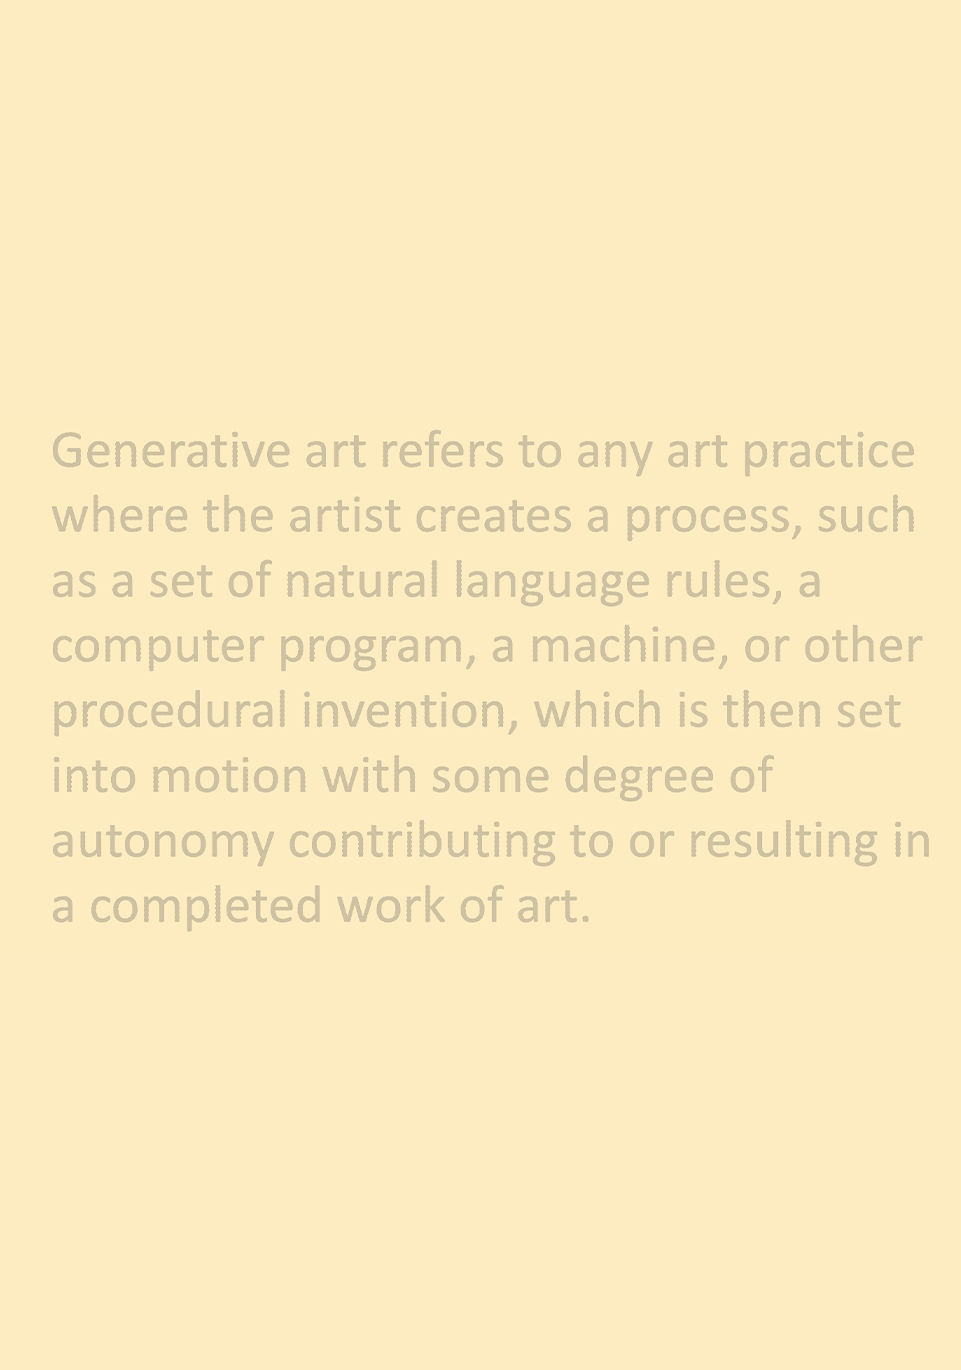 Generative art refers to any art practice
where the artist creates a process, such
as a set of natural language rules, a
computer program, a machine, or other
procedural invention, which is then set
into motion with some degree of
autonomy contributing to or resulting in
a completed work of art.